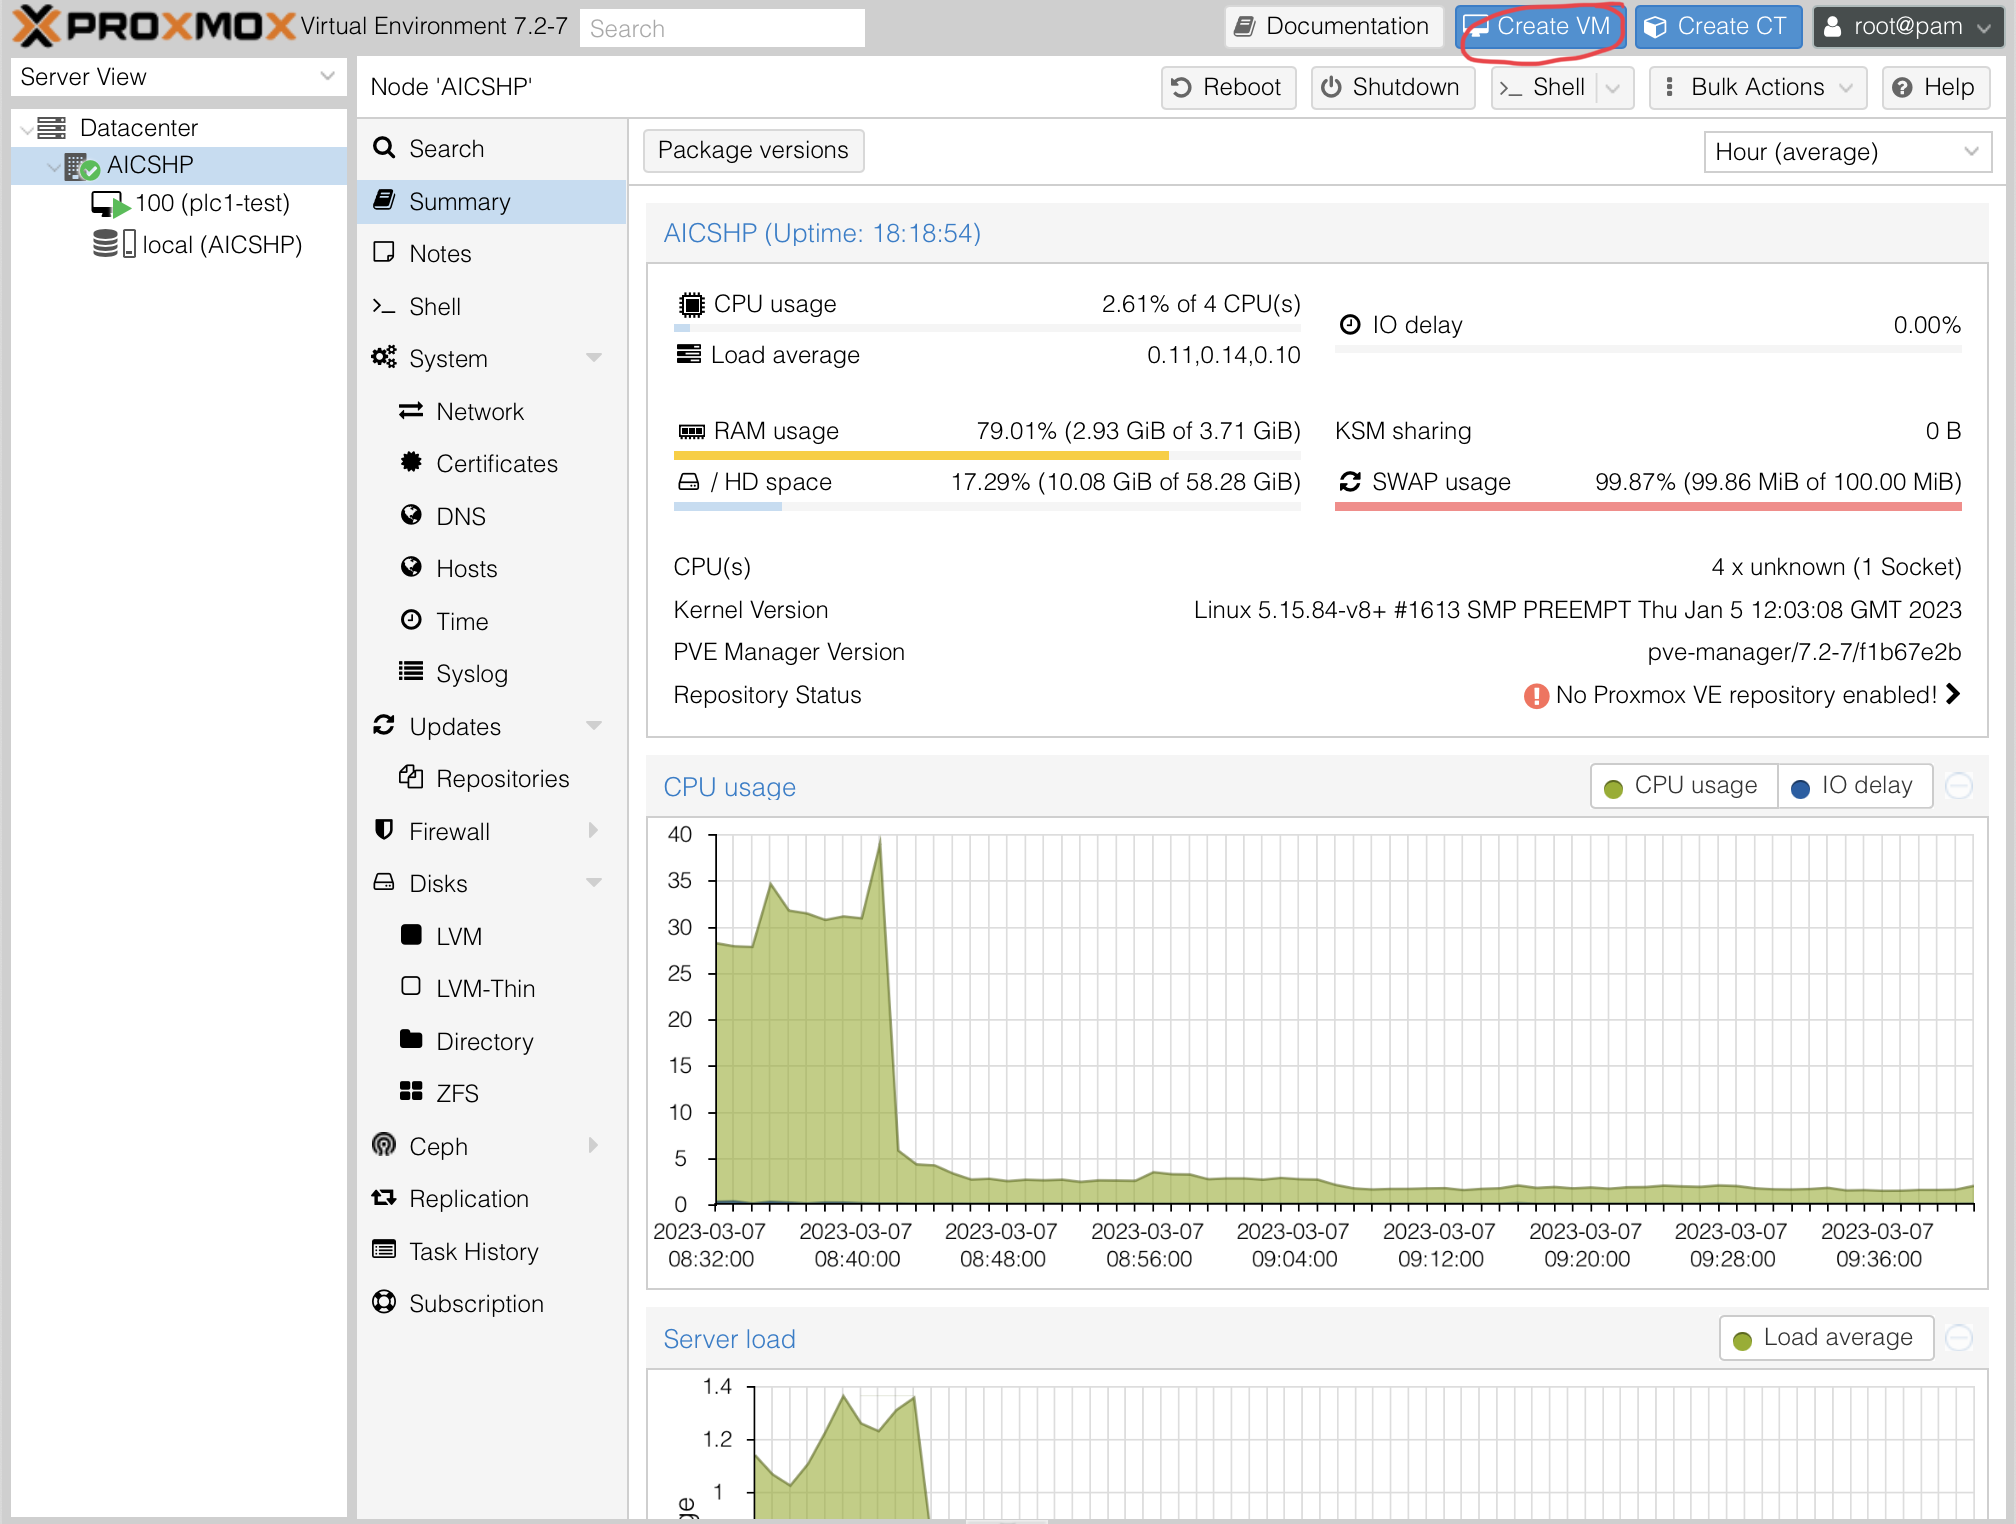 PROXMOX Virtual Environment 7.2-7 Search Documentation Create VM Create CT root@pam
Server View
Datacenter
AICSHP
100 (plc1-test)
local (AICSHP)
Node 'AICSHP' Reboot Shutdown >_ Shell Bulk Actions Help
Search
Summary
Notes
>_ Shell
System
Network
Certificates
DNS
Hosts
Time
Syslog
Updates
Repositories
Firewall
Disks
LVM
LVM-Thin
Directory
ZFS
Ceph
Replication
Task History
Subscription
Package versions Hour (average)
AICSHP (Uptime: 18:18:54)
CPU usage 2.61% of 4 CPU(s)
IO delay 0.00%
Load average 0.11,0.14,0.10
RAM usage 79.01% (2.93 GiB of 3.71 GiB) KSM sharing 0 B
/ HD space 17.29% (10.08 GiB of 58.28 GiB) SWAP usage 99.87% (99.86 MiB of 100.00 MiB)
CPU(s) 4 x unknown (1 Socket)
Kernel Version Linux 5.15.84-v8+ #1613 SMP PREEMPT Thu Jan 5 12:03:08 GMT 2023
PVE Manager Version pve-manager/7.2-7/f1b67e2b
Repository Status No Proxmox VE repository enabled!
CPU usage CPU usage IO delay
40
35
30
25
20
15
10
5
0
2023-03-07 2023-03-07 2023-03-07 2023-03-07 2023-03-07 2023-03-07 2023-03-07 2023-03-07 2023-03-07
08:32:00 08:40:00 08:48:00 08:56:00 09:04:00 09:12:00 09:20:00 09:28:00 09:36:00
Server load Load average
1.4
1.2
1
ge